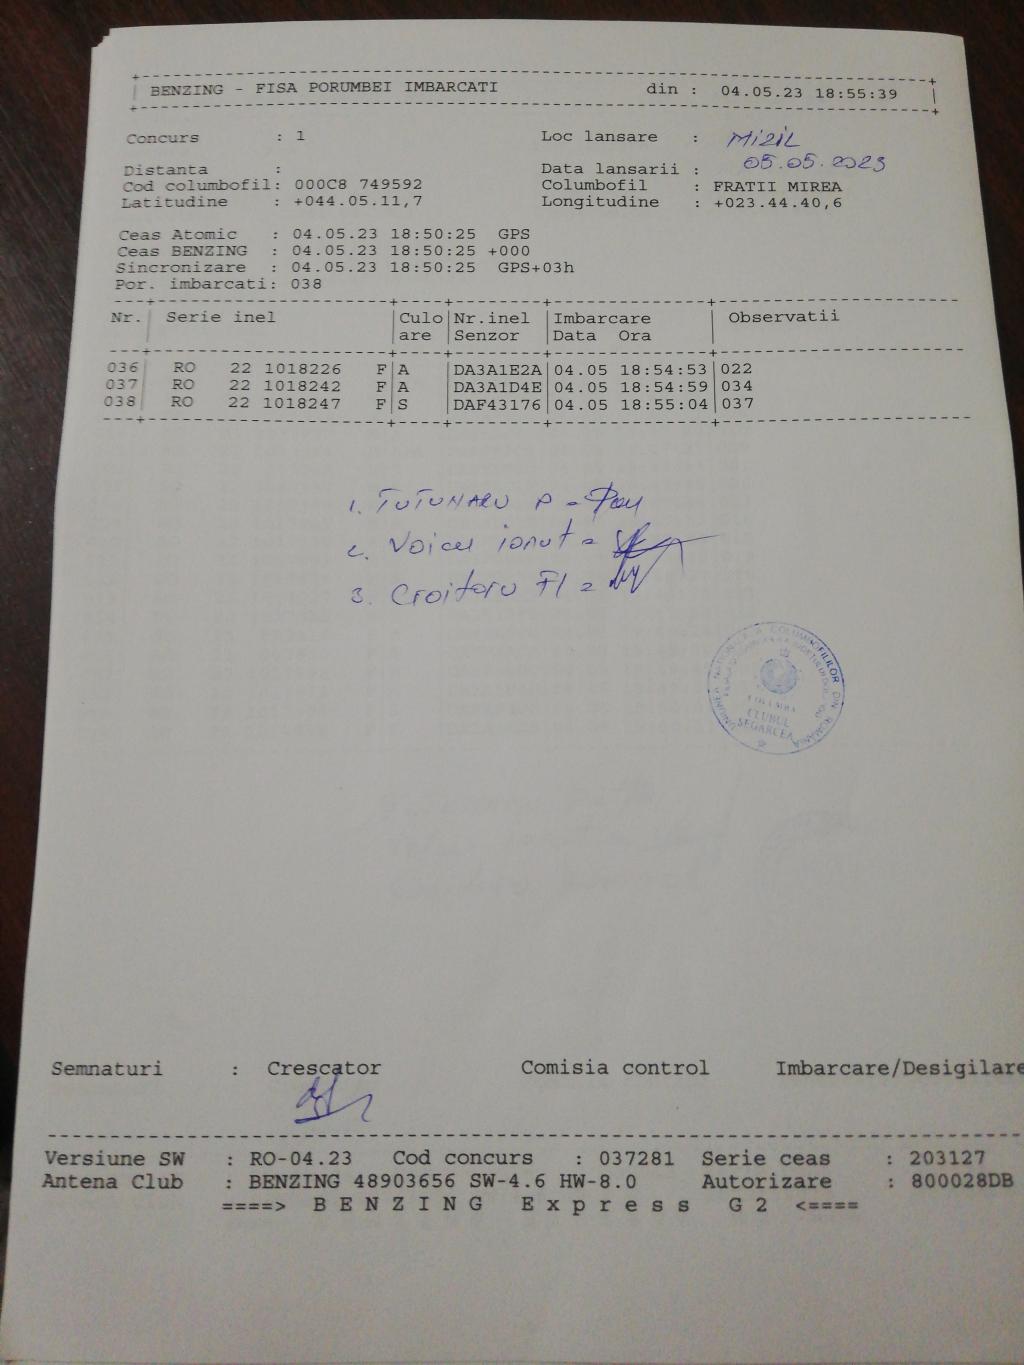 BENZING - FISA PORUMBEI IMBARCATI din : 04.05.23 18:55:39
Concurs : 1 Loc lansare : MIZIL
Distanta : Data lansarii : 05.05.2023
Cod columbofil: 000C8 749592 Columbofil : FRATII MIREA
Latitudine : +044.05.11,7 Longitudine : +023.44.40,6
Ceas Atomic : 04.05.23 18:50:25 GPS
Ceas BENZING : 04.05.23 18:50:25 +000
Sincronizare : 04.05.23 18:50:25 GPS+03h
Por. imbarcati: 038
Nr. Serie inel Culo Nr.inel Imbarcare Observatii
are Senzor Data Ora
036 RO 22 1018226 F A DA3A1E2A 04.05 18:54:53 022
037 RO 22 1018242 F A DA3A1D4E 04.05 18:54:59 034
038 RO 22 1018247 F S DAF43176 04.05 18:55:04 037
1. TUTUNARU P =
2. Voicu ionut =
3. Croitoru Fl =
UNIUNEA NATIONALA A COLUMBOFILILOR DIN ROMANIA
COLUMBA
CLUBUL
SEGARCEA
Semnaturi : Crescator Comisia control Imbarcare/Desigilare
Versiune SW : RO-04.23 Cod concurs : 037281 Serie ceas : 203127
Antena Club : BENZING 48903656 SW-4.6 HW-8.0 Autorizare : 800028DB
====> B E N Z I N G E x p r e s s G 2 <====